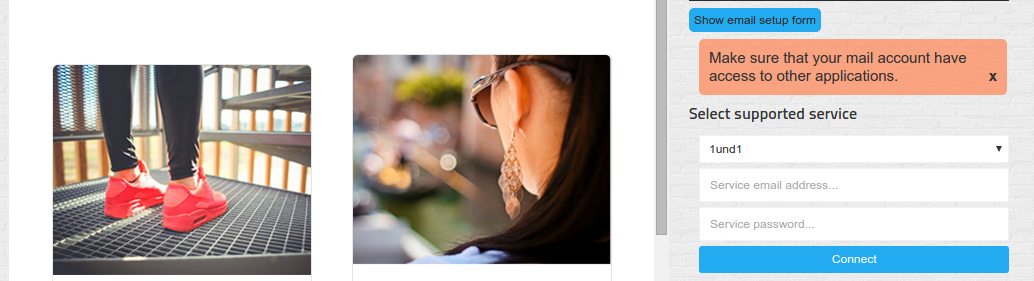 Show email setup form
Make sure that your mail account have
access to other applications.
x
Select supported service
1und1
Service email address...
Service password...
Connect